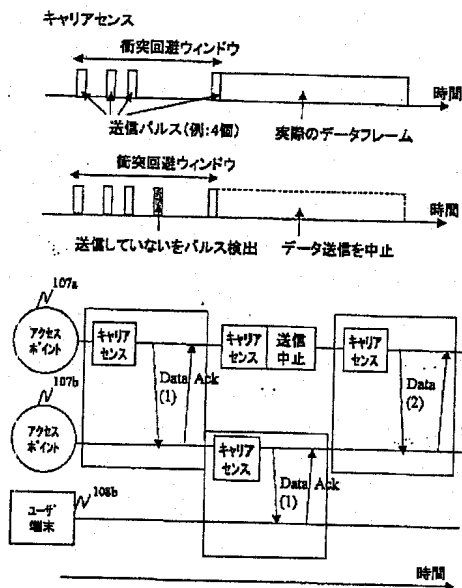 キャリアセンス
衝突回避ウィンドウ
時間
送信パルス(例:4個)
実際のデータフレーム
衝突回避ウィンドウ
時間
送信していないをパルス検出
データ送信を中止
107a
アクセス
ポイント
キャリア
センス
キャリア
センス
送信
中止
キャリア
センス
Data
(1)
Ack
Data
(2)
107b
アクセス
ポイント
キャリア
センス
Data
(1)
Ack
108b
ユーザ
端末
時間